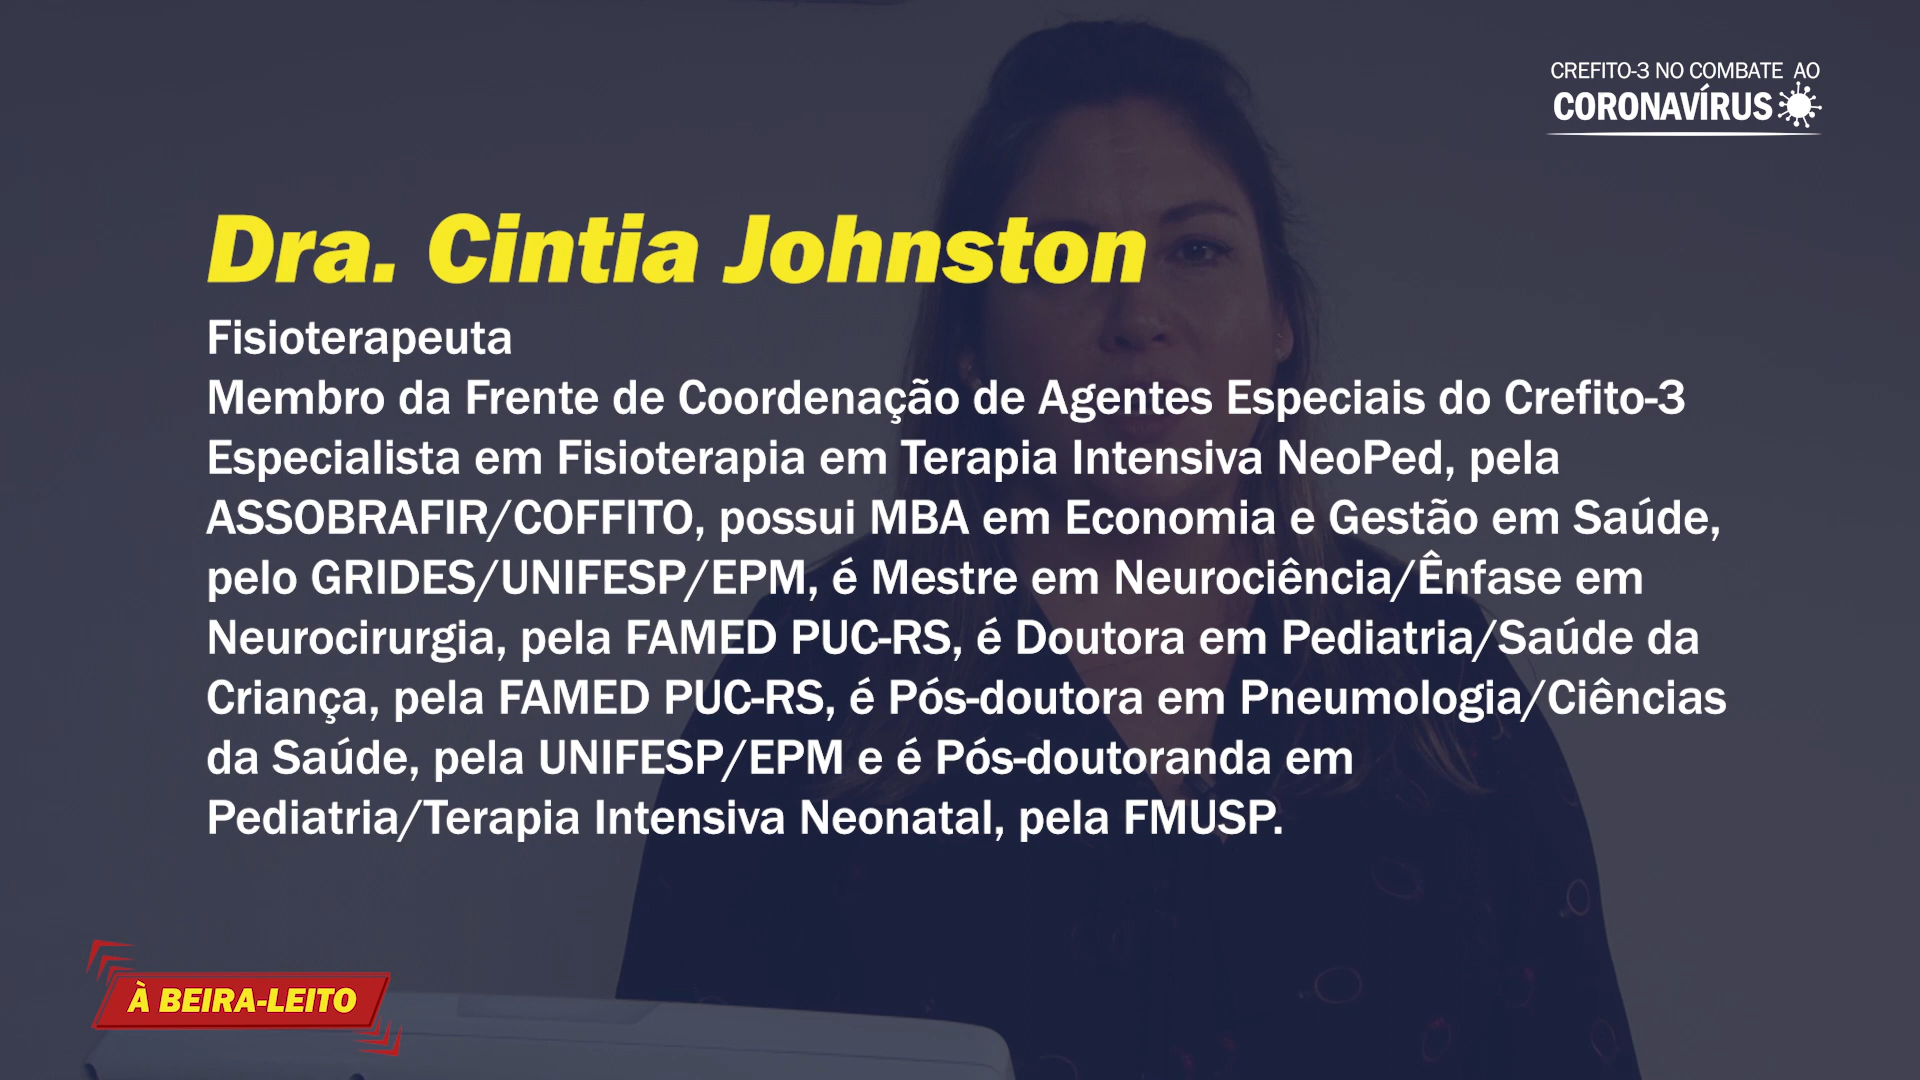 CREFITO-3 NO COMBATE AO
CORONAVÍRUS
Dra. Cintia Johnston
Fisioterapeuta
Membro da Frente de Coordenação de Agentes Especiais do Crefito-3
Especialista em Fisioterapia em Terapia Intensiva NeoPed, pela
ASSOBRAFIR/COFFITO, possui MBA em Economia e Gestão em Saúde,
pelo GRIDES/UNIFESP/EPM, é Mestre em Neurociência/Ênfase em
Neurocirurgia, pela FAMED PUC-RS, é Doutora em Pediatria/Saúde da
Criança, pela FAMED PUC-RS, é Pós-doutora em Pneumologia/Ciências
da Saúde, pela UNIFESP/EPM e é Pós-doutoranda em
Pediatria/Terapia Intensiva Neonatal, pela FMUSP.
À BEIRA-LEITO